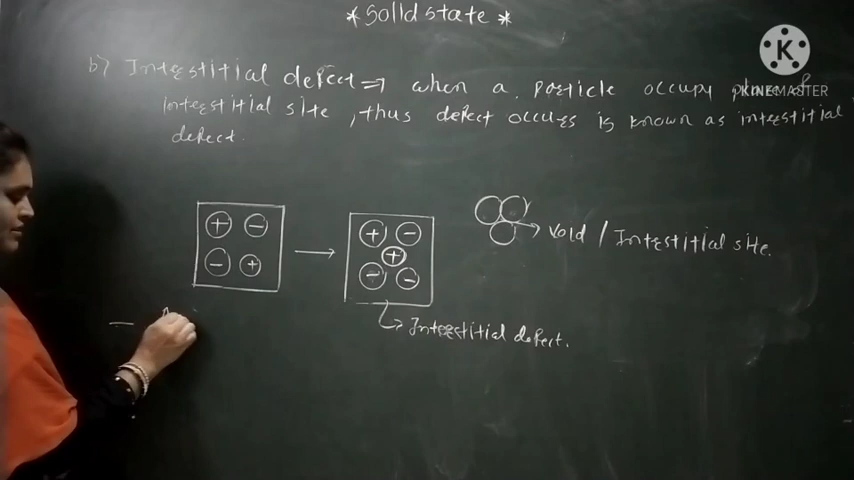 * Solid state *
b) Interstitial defect ⇒ when a particle occupy place of
interstitial site, thus defect occurs is known as interstitial
defect.
K
KINEMASTER
+ −
− +
→
+ −
+
− −
→ void / Interstitial site.
→ Interstitial defect.
—